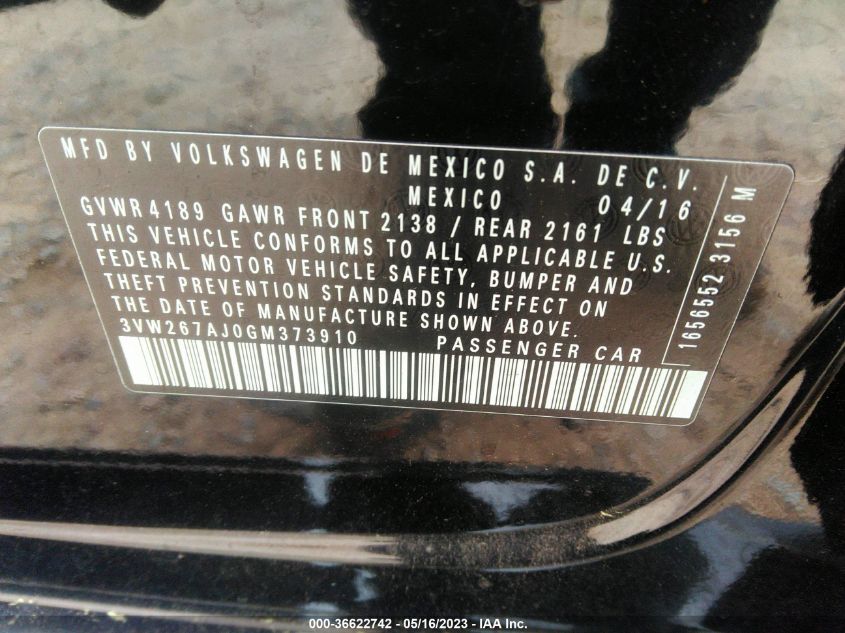 MFD BY VOLKSWAGEN DE MEXICO S.A. DE C.V.
MEXICO 04/16
GVWR 4189 GAWR FRONT 2138 / REAR 2161 LBS
THIS VEHICLE CONFORMS TO ALL APPLICABLE U.S.
FEDERAL MOTOR VEHICLE SAFETY, BUMPER AND
THEFT PREVENTION STANDARDS IN EFFECT ON
THE DATE OF MANUFACTURE SHOWN ABOVE.
3VW267AJ0GM373910 PASSENGER CAR
1656552 3156 M
000-36622742 - 05/16/2023 - IAA Inc.